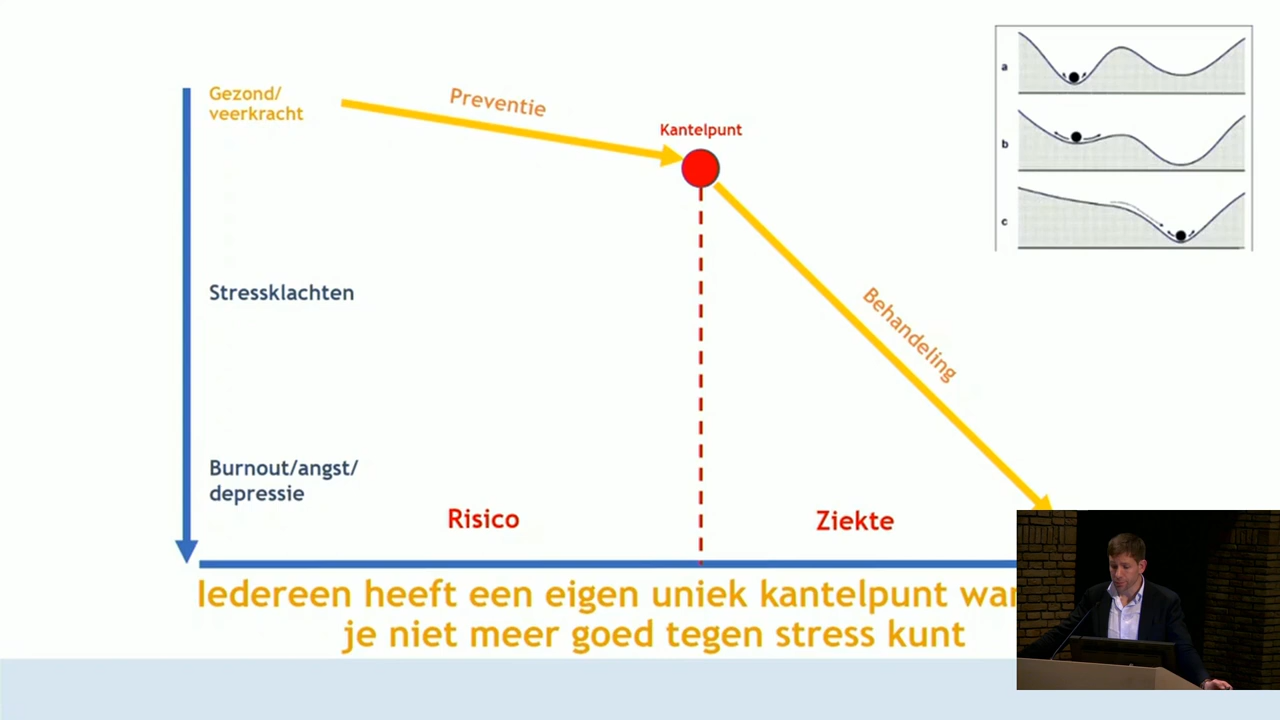 Gezond/
veerkracht
Preventie
Kantelpunt
a
b
c
Stressklachten
Behandeling
Burnout/angst/
depressie
Risico
Ziekte
Iedereen heeft een eigen uniek kantelpunt
je niet meer goed tegen stress kunt